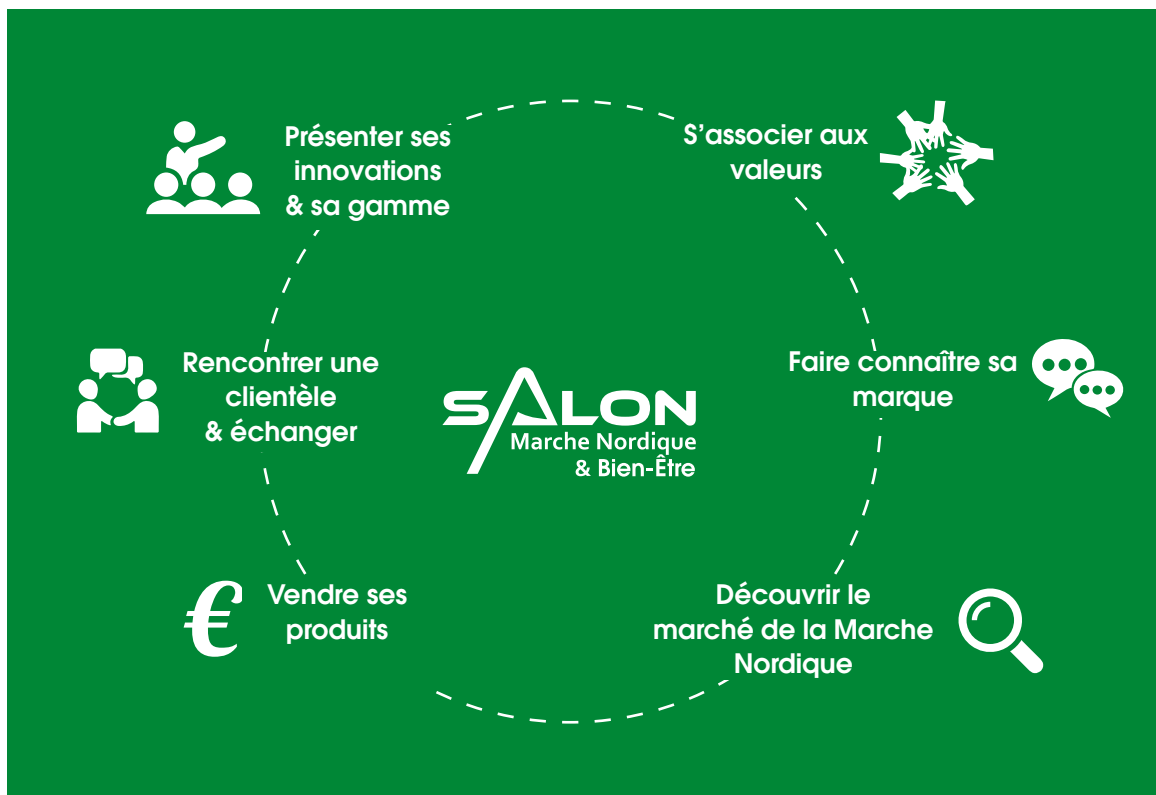 Présenter ses
innovations
& sa gamme
S'associer aux
valeurs
Rencontrer une
clientèle
& échanger
SALON
Marche Nordique
& Bien-Être
Faire connaître sa
marque
€
Vendre ses
produits
Découvrir le
marché de la Marche
Nordique